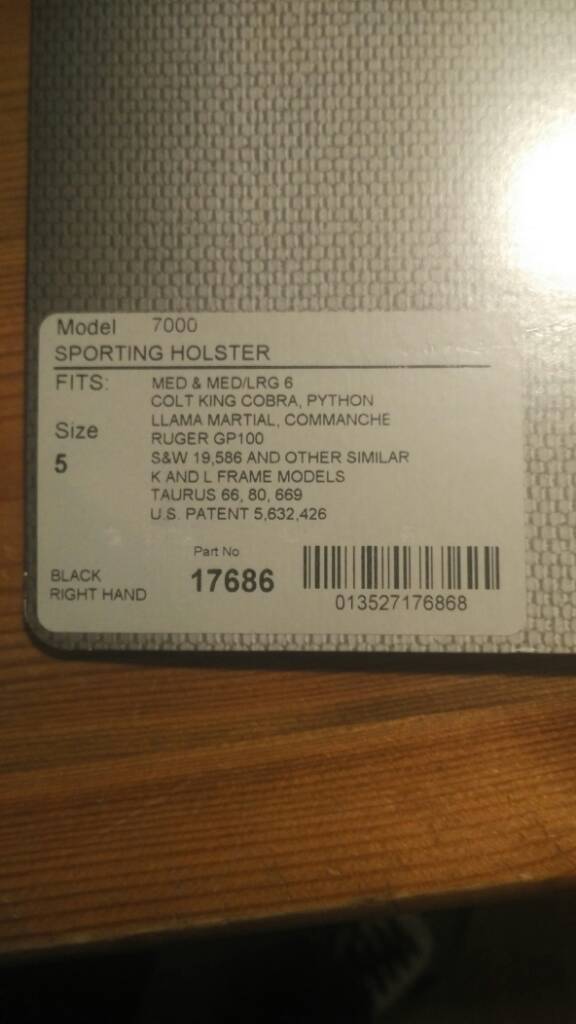 Model 7000
SPORTING HOLSTER
FITS: MED & MED/LRG 6
COLT KING COBRA, PYTHON
LLAMA MARTIAL, COMMANCHE
Size RUGER GP100
5 S&W 19,586 AND OTHER SIMILAR
K AND L FRAME MODELS
TAURUS 66, 80, 669
U.S. PATENT 5,632,426
Part No
BLACK 17686
RIGHT HAND
013527176868